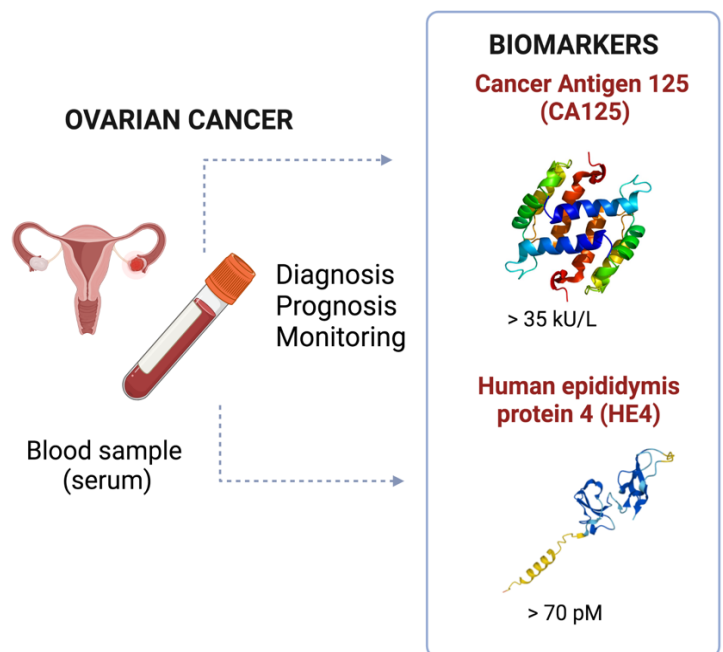 OVARIAN CANCER
Diagnosis
Prognosis
Monitoring
Blood sample
(serum)
BIOMARKERS
Cancer Antigen 125
(CA125)
> 35 kU/L
Human epididymis
protein 4 (HE4)
> 70 pM